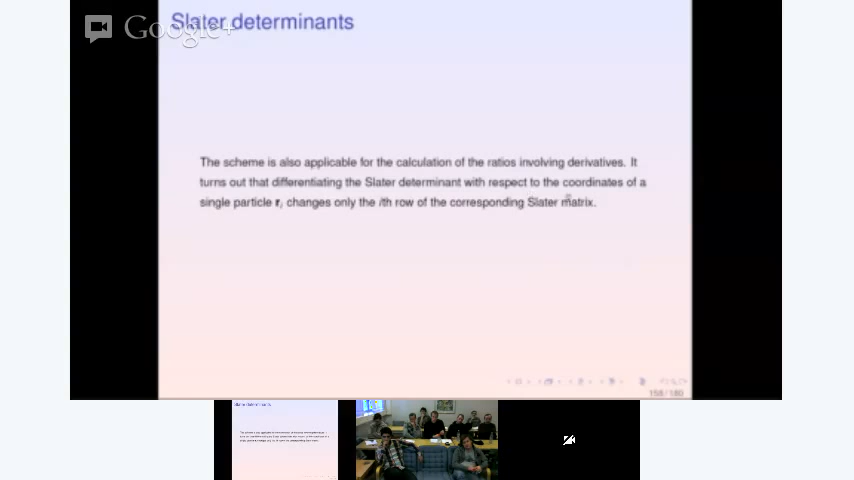 Slater determinants
Google+
The scheme is also applicable for the calculation of the ratios involving derivatives. It
turns out that differentiating the Slater determinant with respect to the coordinates of a
single particle r_i changes only the ith row of the corresponding Slater matrix.
158/180